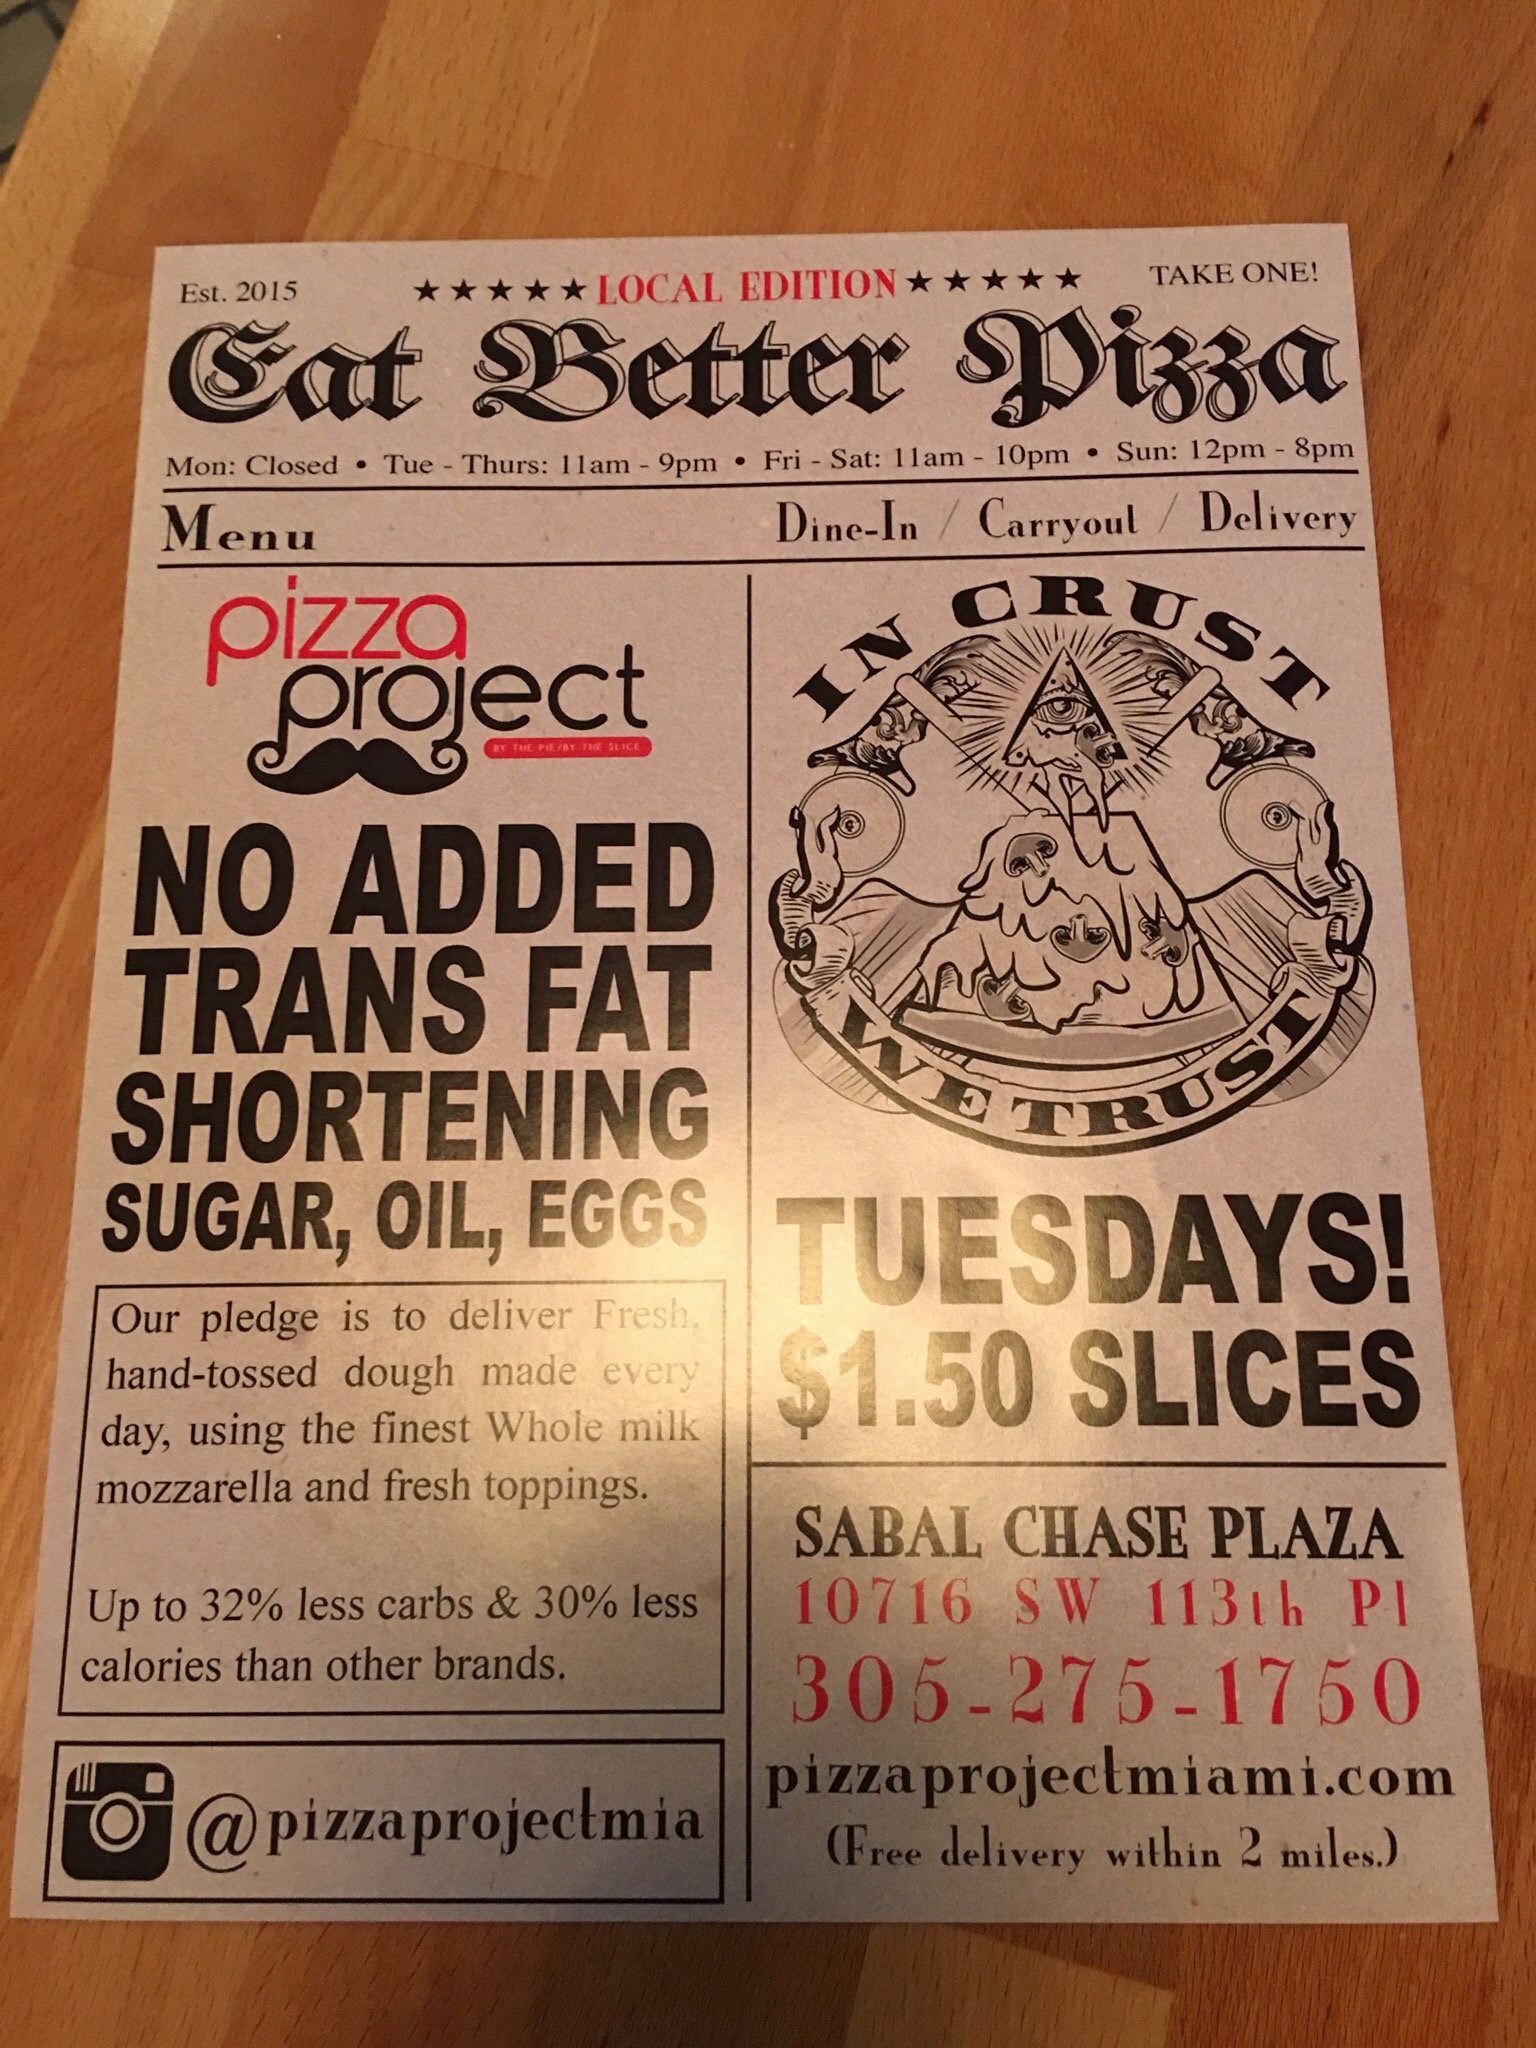 Est. 2015
★★★★★LOCAL EDITION★★★★★
TAKE ONE!
Eat Better Pizza
Mon: Closed • Tue - Thurs: 11am - 9pm • Fri - Sat: 11am - 10pm • Sun: 12pm - 8pm
Menu
Dine-In / Carryout / Delivery
pizza
project
BY THE PIE/BY THE SLICE
NO ADDED
TRANS FAT
SHORTENING
SUGAR, OIL, EGGS
Our pledge is to deliver Fresh,
hand-tossed dough made every
day, using the finest Whole milk
mozzarella and fresh toppings.
Up to 32% less carbs & 30% less
calories than other brands.
@pizzaprojectmia
IN CRUST
WE TRUST
TUESDAYS!
$1.50 SLICES
SABAL CHASE PLAZA
10716 SW 113th Pl
305-275-1750
pizzaprojectmiami.com
(Free delivery within 2 miles.)